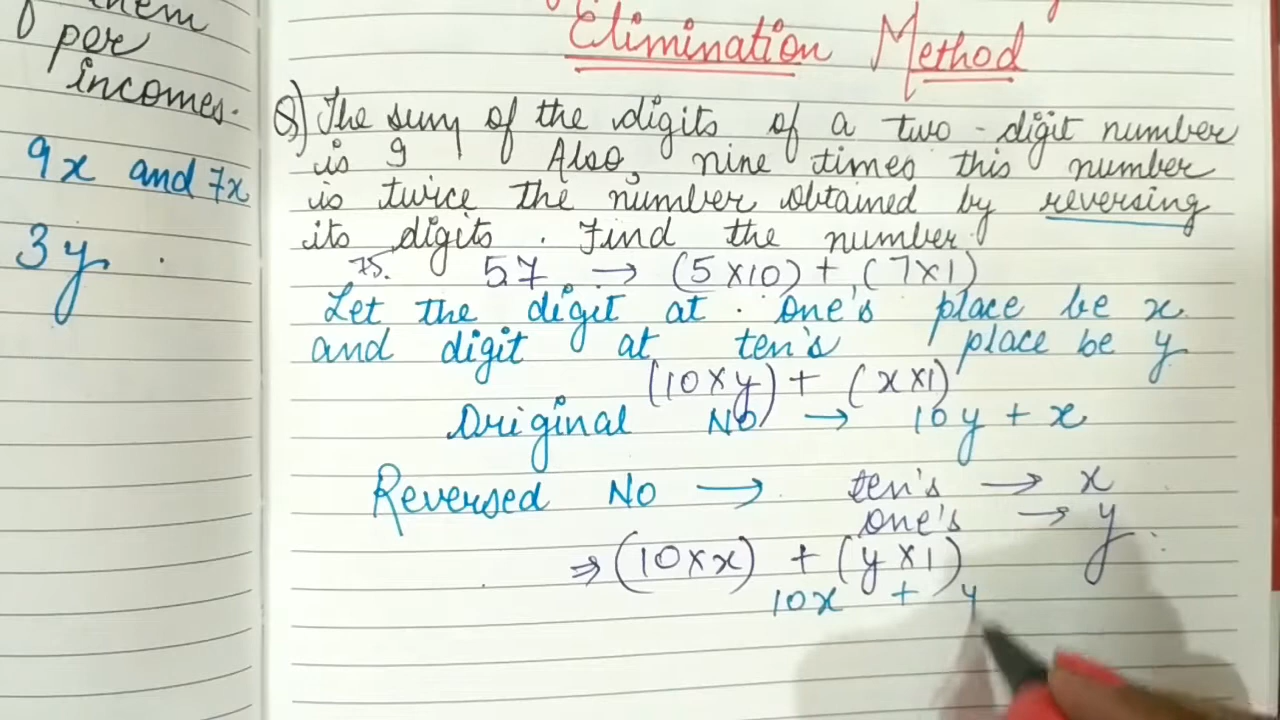 them
per
incomes.
9x and 7x
3y.
Elimination Method
Q) The sum of the digits of a two-digit number
is 9. Also, nine times this number
is twice the number obtained by reversing
its digits. Find the number.
75. 57 → (5×10) + (7×1)
Let the digit at one's place be x
and digit at ten's place be y
(10×y) + (x×1)
Original No → 10y + x
Reversed No → ten's → x
one's → y
⇒ (10×x) + (y×1)
10x + y